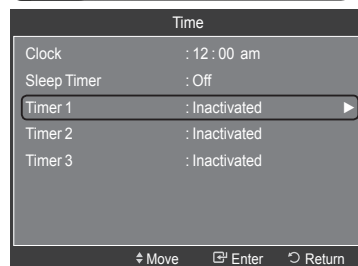 Time
Clock : 12 : 00 am
Sleep Timer : Off
Timer 1 : Inactivated ►
Timer 2 : Inactivated
Timer 3 : Inactivated
Move Enter Return